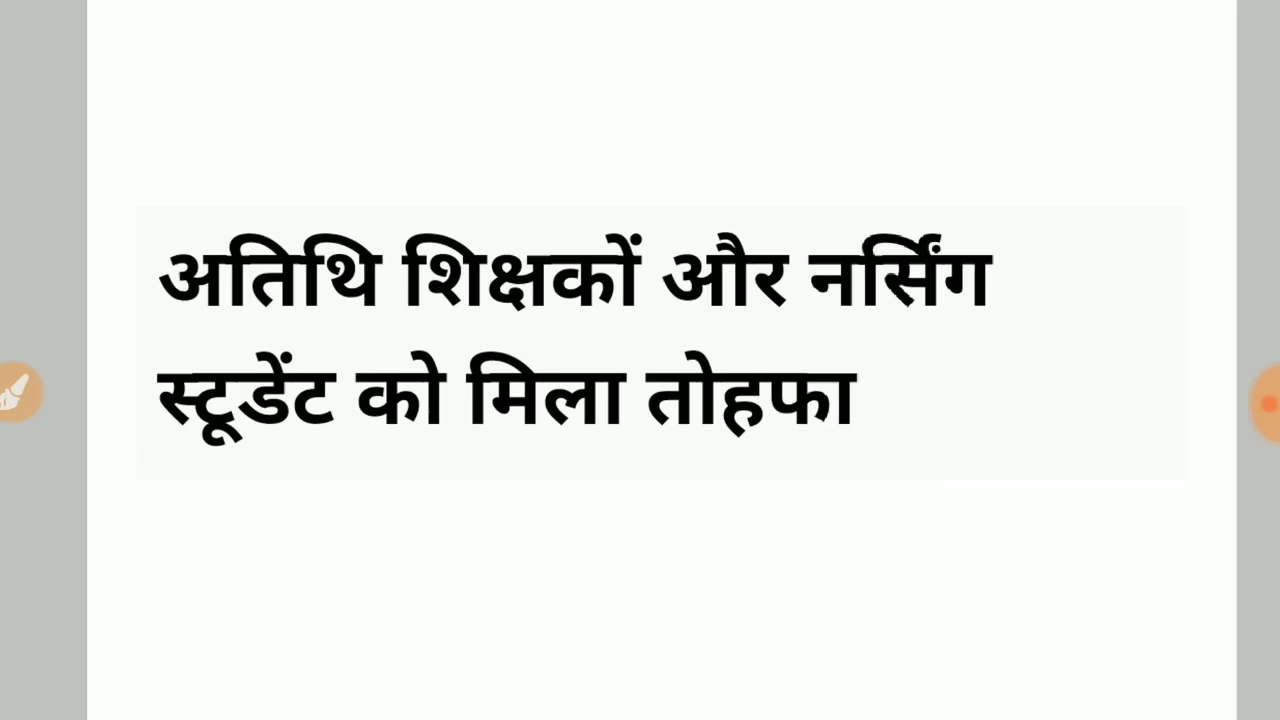 अतिथि शिक्षकों और नर्सिंग
स्टूडेंट को मिला तोहफा